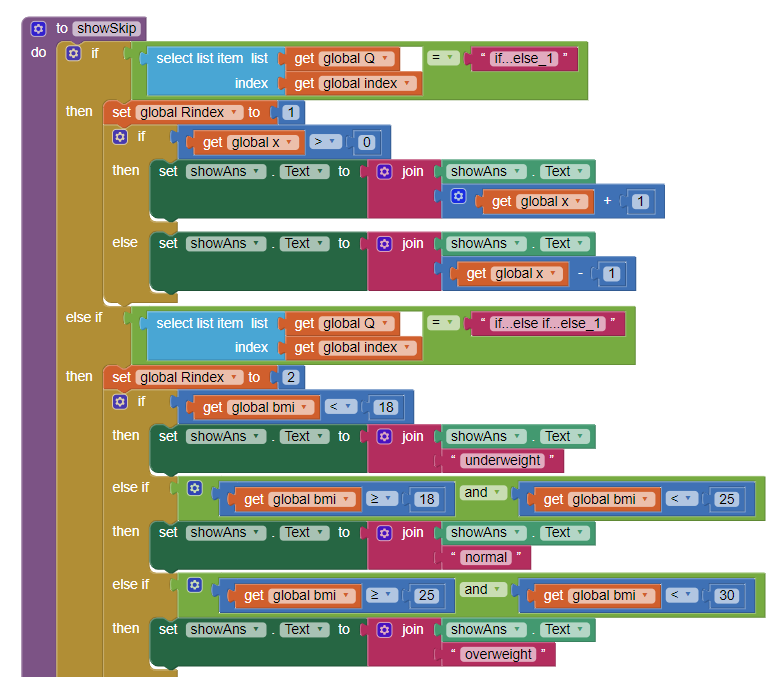 to showSkip
do if select list item list get global Q = " if...else_1 "
index get global index
then set global Rindex to 1
if get global x > 0
then set showAns . Text to join showAns . Text
get global x + 1
else set showAns . Text to join showAns . Text
get global x - 1
else if select list item list get global Q = " if...else if...else_1 "
index get global index
then set global Rindex to 2
if get global bmi < 18
then set showAns . Text to join showAns . Text
" underweight "
else if get global bmi ≥ 18 and get global bmi < 25
then set showAns . Text to join showAns . Text
" normal "
else if get global bmi ≥ 25 and get global bmi < 30
then set showAns . Text to join showAns . Text
" overweight "